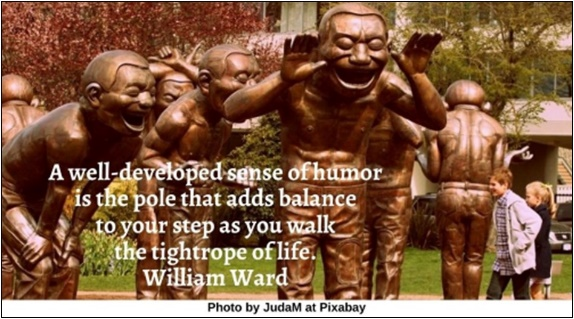 A well-developed sense of humor
is the pole that adds balance
to your step as you walk
the tightrope of life.
William Ward
Photo by JudaM at Pixabay